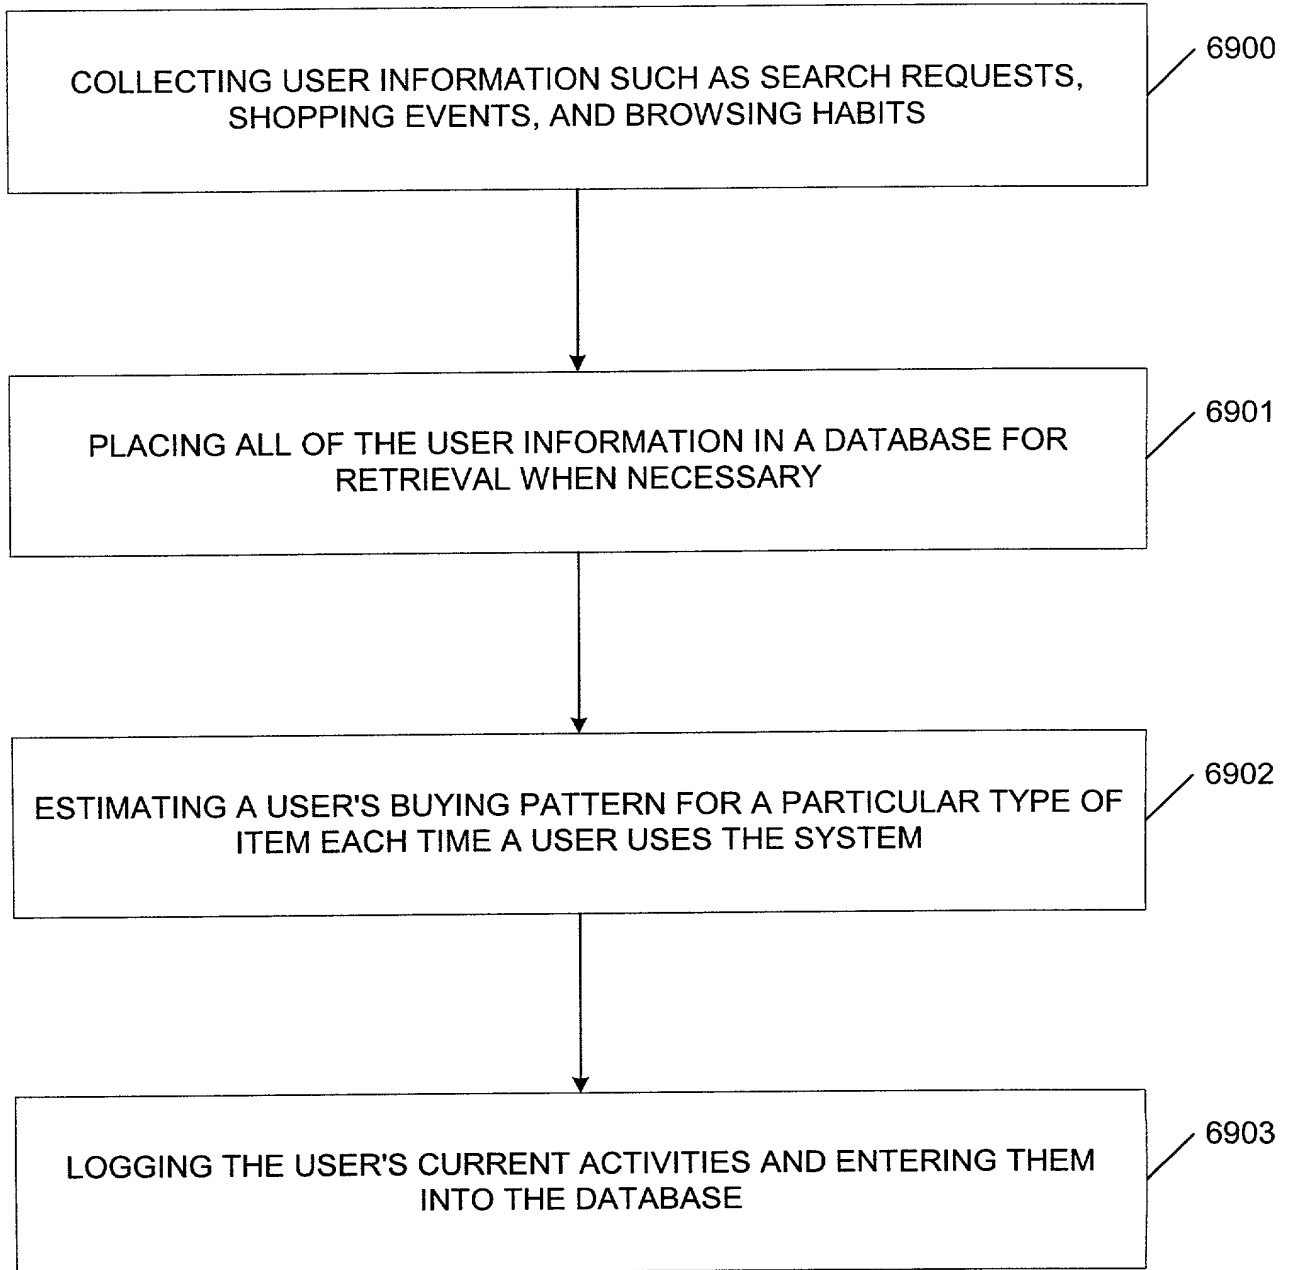 COLLECTING USER INFORMATION SUCH AS SEARCH REQUESTS,
SHOPPING EVENTS, AND BROWSING HABITS
6900
PLACING ALL OF THE USER INFORMATION IN A DATABASE FOR
RETRIEVAL WHEN NECESSARY
6901
ESTIMATING A USER'S BUYING PATTERN FOR A PARTICULAR TYPE OF
ITEM EACH TIME A USER USES THE SYSTEM
6902
LOGGING THE USER'S CURRENT ACTIVITIES AND ENTERING THEM
INTO THE DATABASE
6903